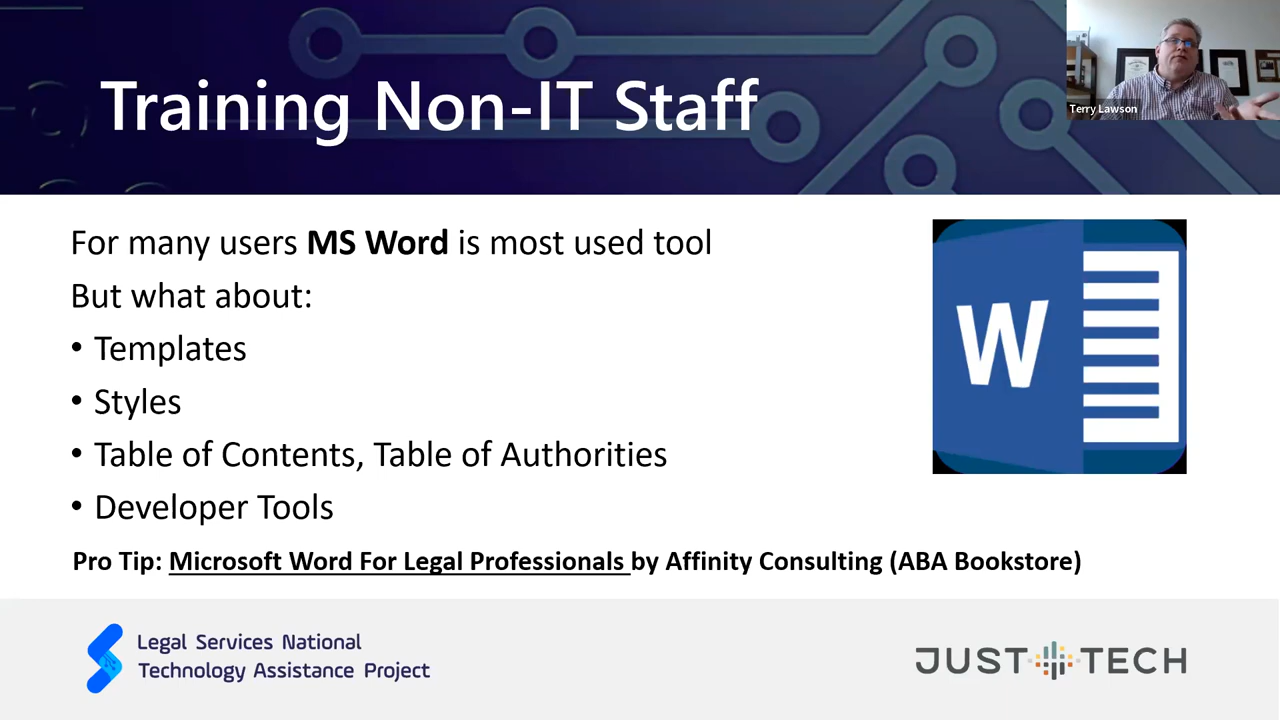 Training Non-IT Staff
Terry Lawson
For many users MS Word is most used tool
But what about:
• Templates
• Styles
• Table of Contents, Table of Authorities
• Developer Tools
W
Pro Tip: Microsoft Word For Legal Professionals by Affinity Consulting (ABA Bookstore)
Legal Services National
Technology Assistance Project
JUST TECH